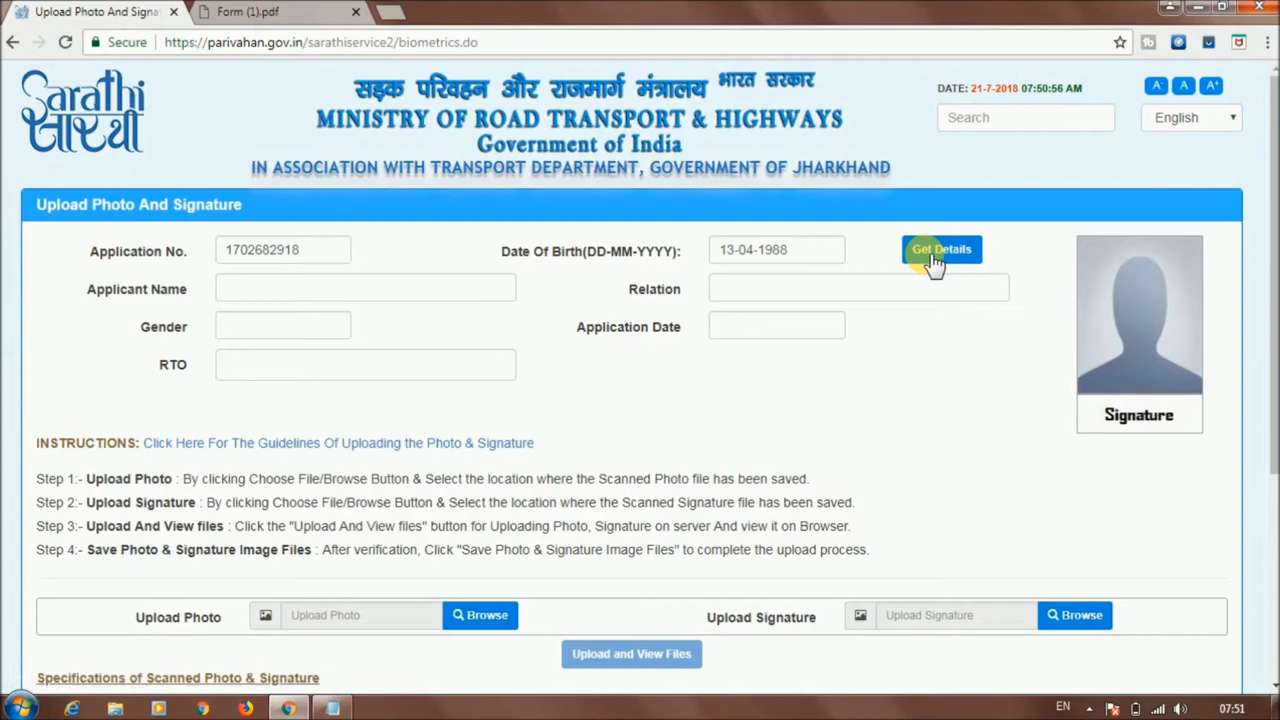 Upload Photo And Signa
Form (1).pdf
Secure
https://parivahan.gov.in/sarathiservice2/biometrics.do
Sarathi
सारथी
सड़क परिवहन और राजमार्ग मंत्रालय भारत सरकार
MINISTRY OF ROAD TRANSPORT & HIGHWAYS
Government of India
IN ASSOCIATION WITH TRANSPORT DEPARTMENT, GOVERNMENT OF JHARKHAND
DATE: 21-7-2018 07:50:56 AM
A- A A+
Search
English
Upload Photo And Signature
Application No. 1702682918 Date Of Birth(DD-MM-YYYY): 13-04-1988 Get Details
Applicant Name Relation
Gender Application Date
RTO
Signature
INSTRUCTIONS: Click Here For The Guidelines Of Uploading the Photo & Signature
Step 1:- Upload Photo : By clicking Choose File/Browse Button & Select the location where the Scanned Photo file has been saved.
Step 2:- Upload Signature : By clicking Choose File/Browse Button & Select the location where the Scanned Signature file has been saved.
Step 3:- Upload And View files : Click the "Upload And View files" button for Uploading Photo, Signature on server And view it on Browser.
Step 4:- Save Photo & Signature Image Files : After verification, Click "Save Photo & Signature Image Files" to complete the upload process.
Upload Photo Upload Photo Browse Upload Signature Upload Signature Browse
Upload and View Files
Specifications of Scanned Photo & Signature
EN 07:51